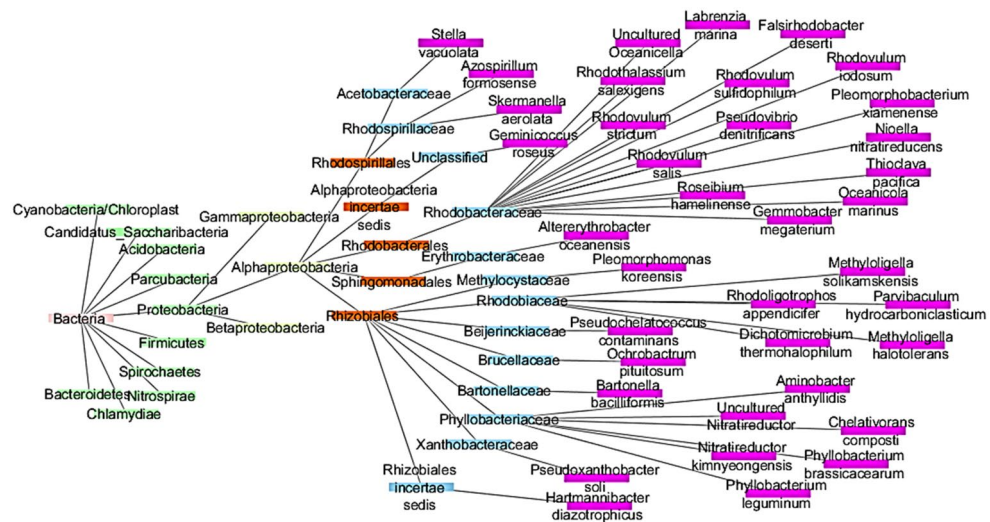 Bacteria
Cyanobacteria/Chloroplast
Candidatus_Saccharibacteria
Acidobacteria
Parcubacteria
Proteobacteria
Firmicutes
Spirochaetes
Bacteroidetes
Nitrospirae
Chlamydiae
Gammaproteobacteria
Alphaproteobacteria
Betaproteobacteria
Rhodospirillales
Alphaproteobacteria
incertae
sedis
Rhodobacterales
Sphingomonadales
Rhizobiales
Acetobacteraceae
Rhodospirillaceae
Unclassified
Rhodobacteraceae
Erythrobacteraceae
Methylocystaceae
Rhodobiaceae
Beijerinckiaceae
Brucellaceae
Bartonellaceae
Phyllobacteriaceae
Xanthobacteraceae
Rhizobiales
incertae
sedis
Stella
vacuolata
Azospirillum
formosense
Skermanella
aerolata
Geminicoccus
roseus
Uncultured
Oceanicella
Labrenzia
marina
Falsirhodobacter
deserti
Rhodothalassium
salexigens
Rhodovulum
sulfidophilum
Rhodovulum
iodosum
Pleomorphobacterium
xiamenense
Rhodovulum
strictum
Pseudovibrio
denitrificans
Nioella
nitratireducens
Rhodovulum
salis
Thioclava
pacifica
Roseibium
hamelinense
Oceanicola
marinus
Gemmobacter
megaterium
Altererythrobacter
oceanensis
Pleomorphomonas
koreensis
Methyloligella
solikamskensis
Rhodoligotrophos
appendicifer
Parvibaculum
hydrocarboniclasticum
Dichotomicrobium
thermohalophilum
Methyloligella
halotolerans
Pseudochelatococcus
contaminans
Ochrobactrum
pituitosum
Bartonella
bacilliformis
Aminobacter
anthyllidis
Uncultured
Nitratireductor
Chelativorans
composti
Nitratireductor
kimnyeongensis
Phyllobacterium
brassicacearum
Phyllobacterium
leguminum
Pseudoxanthobacter
soli
Hartmannibacter
diazotrophicus